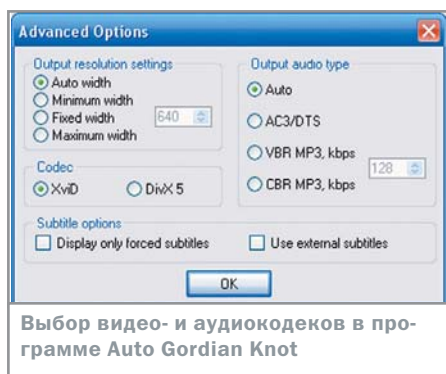 Advanced Options
Output resolution settings
Auto width
Minimum width
Fixed width
640
Maximum width
Codec
XviD
DivX 5
Output audio type
Auto
AC3/DTS
VBR MP3, kbps
128
CBR MP3, kbps
Subtitle options
Display only forced subtitles
Use external subtitles
OK
Выбор видео- и аудиокодеков в про-
грамме Auto Gordian Knot